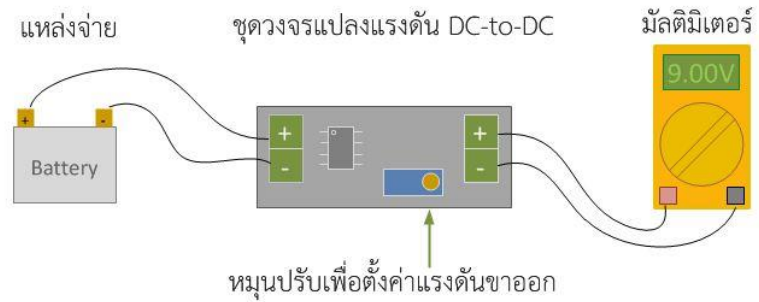 แหล่งจ่าย
ชุดวงจรแปลงแรงดัน DC-to-DC
มัลติมิเตอร์
9.00V
+ -
+
-
+
-
Battery
หมุนปรับเพื่อตั้งค่าแรงดันขาออก